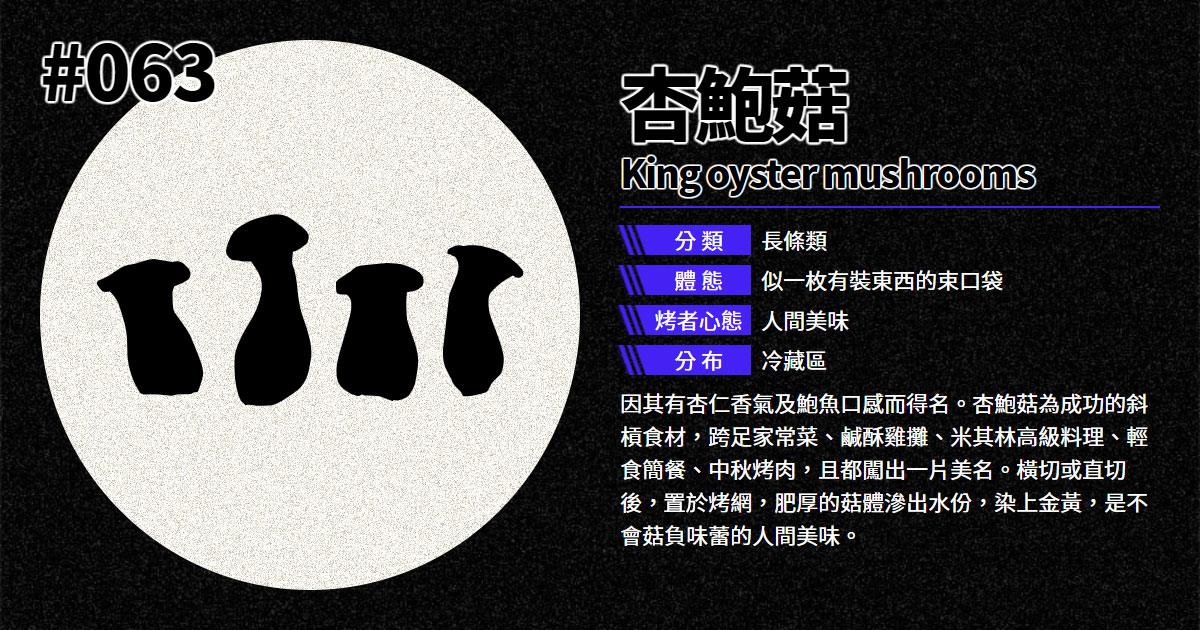 #063
杏鮑菇
King oyster mushrooms
分類 長條類
體態 似一枚有裝東西的束口袋
烤者心態 人間美味
分布 冷藏區
因其有杏仁香氣及鮑魚口感而得名。杏鮑菇為成功的斜
槓食材，跨足家常菜、鹹酥雞攤、米其林高級料理、輕
食簡餐、中秋烤肉，且都闖出一片美名。橫切或直切
後，置於烤網，肥厚的菇體滲出水份，染上金黃，是不
會菇負味蕾的人間美味。